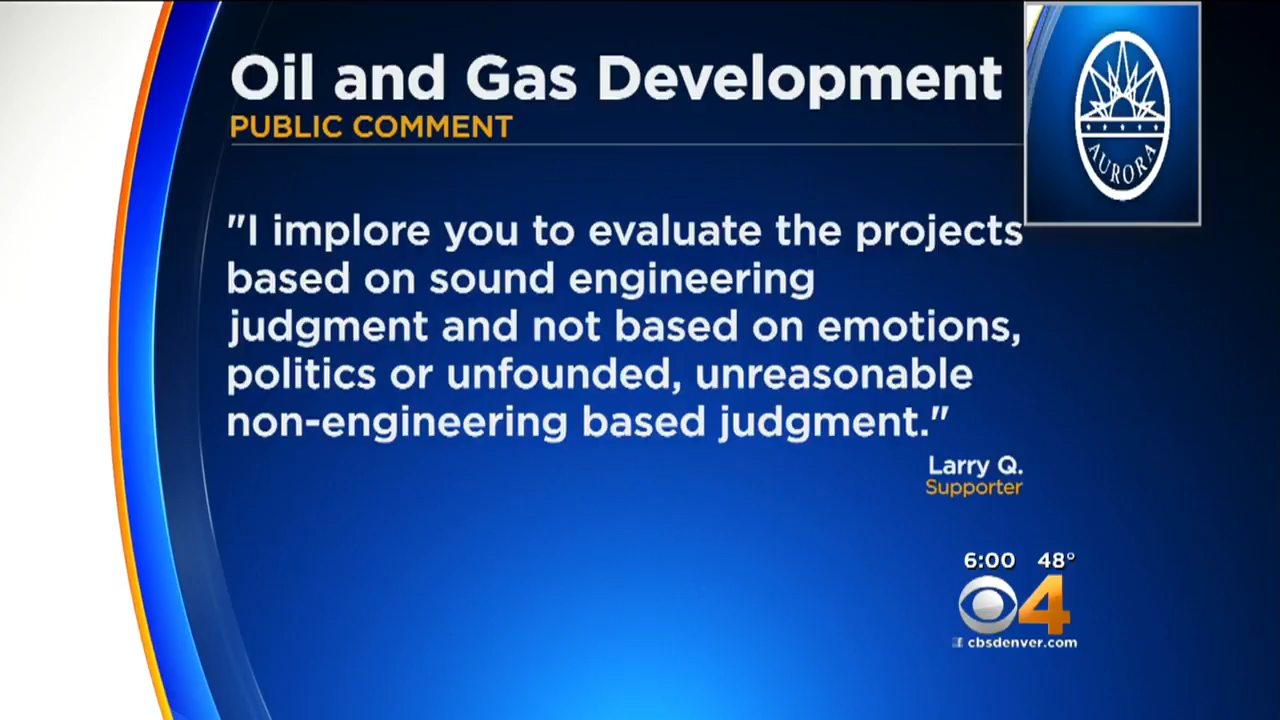 Oil and Gas Development
PUBLIC COMMENT
AURORA
"I implore you to evaluate the projects
based on sound engineering
judgment and not based on emotions,
politics or unfounded, unreasonable
non-engineering based judgment."
Larry Q.
Supporter
6:00 48°
4
cbsdenver.com